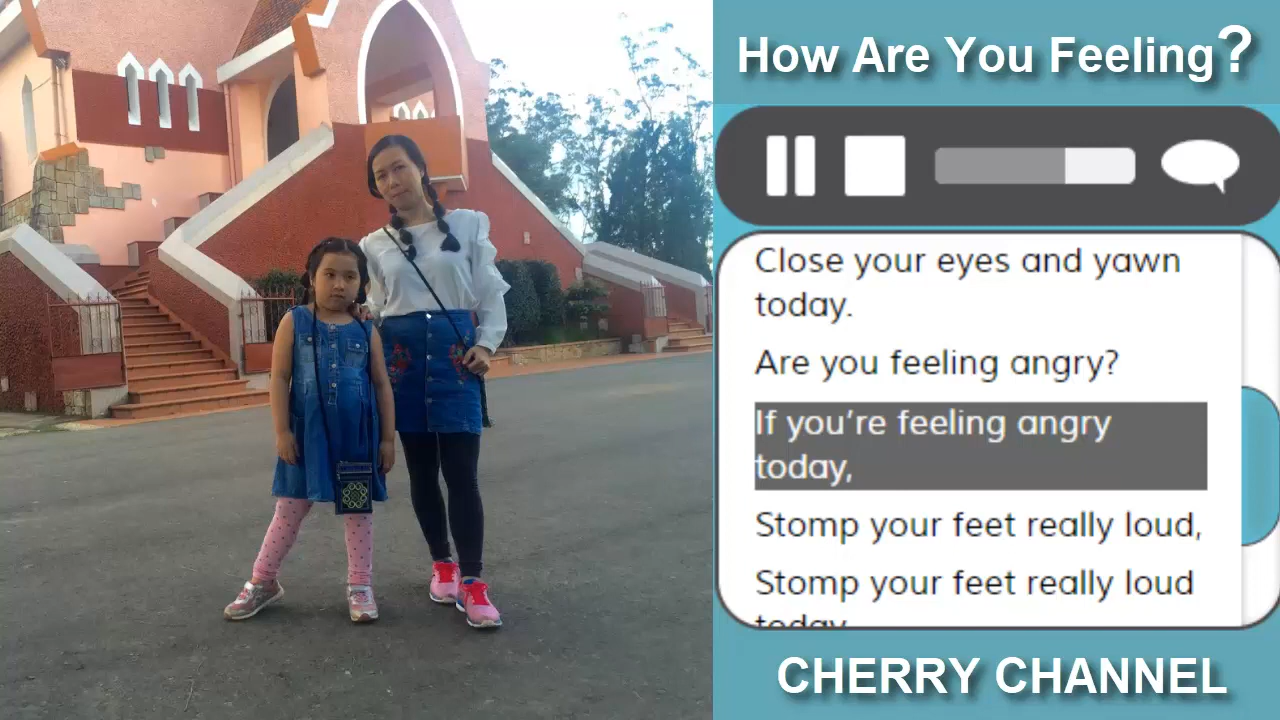 How Are You Feeling?
Close your eyes and yawn
today.
Are you feeling angry?
If you're feeling angry
today,
Stomp your feet really loud,
Stomp your feet really loud
today
CHERRY CHANNEL